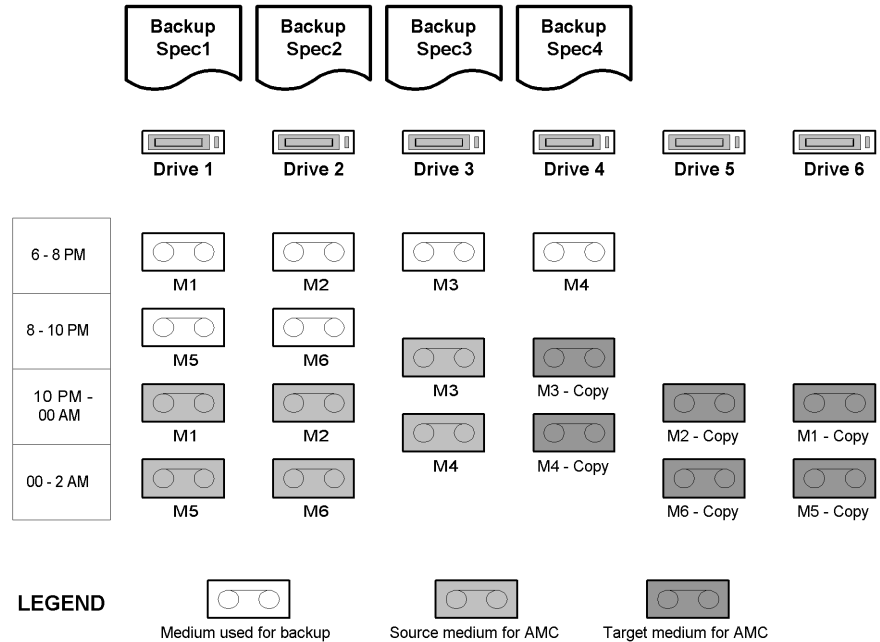 Backup
Spec1
Backup
Spec2
Backup
Spec3
Backup
Spec4
Drive 1
Drive 2
Drive 3
Drive 4
Drive 5
Drive 6
6 - 8 PM
M1
M2
M3
M4
8 - 10 PM
M5
M6
M3
M3 - Copy
10 PM -
00 AM
M1
M2
M2 - Copy
M1 - Copy
M4
M4 - Copy
00 - 2 AM
M5
M6
M6 - Copy
M5 - Copy
LEGEND
Medium used for backup
Source medium for AMC
Target medium for AMC